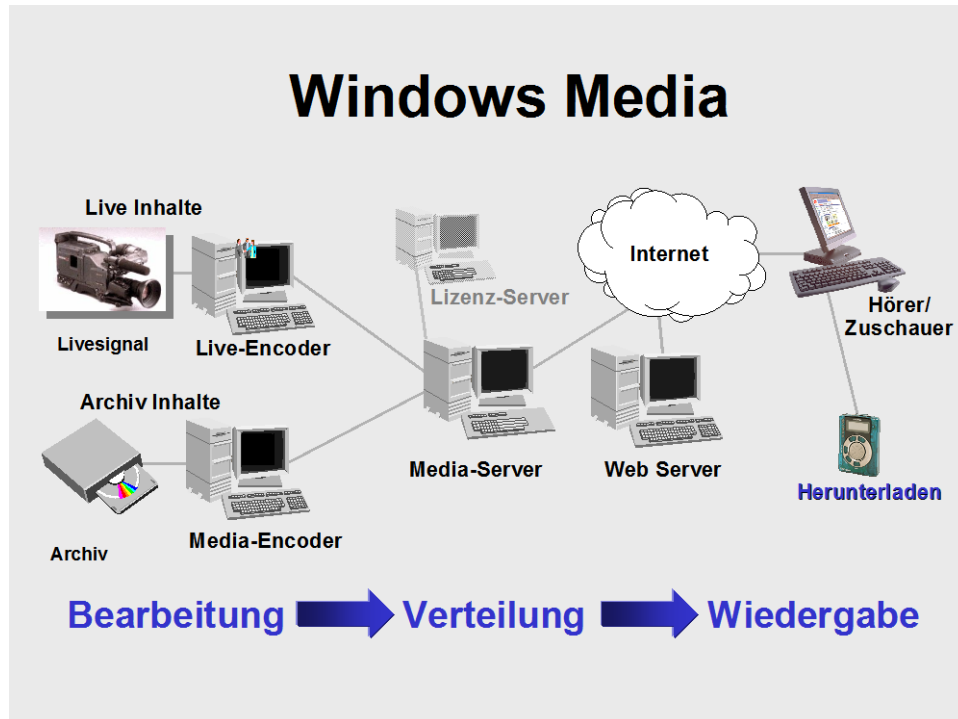 Windows Media
Live Inhalte
Livesignal
Live-Encoder
Archiv Inhalte
Archiv
Media-Encoder
Lizenz-Server
Media-Server
Internet
Web Server
Hörer/
Zuschauer
Herunterladen
Bearbeitung
Verteilung
Wiedergabe